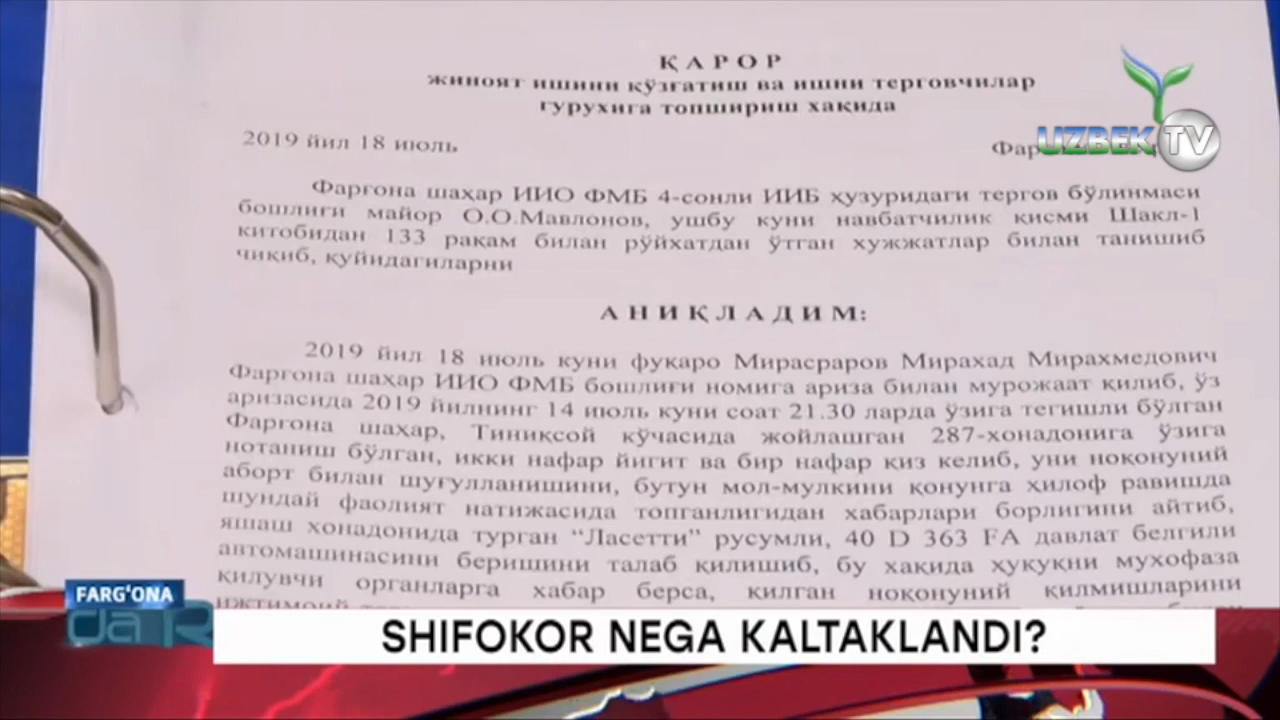 ҚАРОР
жиноят ишини қўзғатиш ва ишни терговчилар
гурухига топшириш хақида
2019 йил 18 июль
UZBEK TV
Фарғона шаҳар ИИО ФМБ 4-сонли ИИБ ҳузуридаги тергов бўлинмаси
бошлиғи майор О.О.Мавлонов, ушбу куни навбатчилик қисми Шакл-1
китобидан 133 рақам билан рўйхатдан ўтган хужжатлар билан танишиб
чиқиб, қуйидагиларни
АНИҚЛАДИМ:
2019 йил 18 июль куни фуқаро Мирасраров Мирахад Мирахмедович
Фарғона шаҳар ИИО ФМБ бошлиғи номига ариза билан мурожаат қилиб, ўз
аризасида 2019 йилнинг 14 июль куни соат 21.30 ларда ўзига тегишли бўлган
Фарғона шаҳар, Тиниқсой кўчасида жойлашган 287-хонадонига ўзига
нотаниш бўлган, икки нафар йигит ва бир нафар қиз келиб, уни ноқонуний
аборт билан шуғулланишини, бутун мол-мулкини қонунга ҳилоф равишда
шундай фаолият натижасида топганлигидан хабарлари борлигини айтиб,
яшаш хонадонида турган “Ласетти” русумли, 40 D 363 FA давлат белгили
автомашинасини беришини талаб қилишиб, бу хақида ҳуқуқни мухофаза
қилувчи органларга хабар берса, қилган ноқонуний қилмишларини
FARG'ONA
SHIFOKOR NEGA KALTAKLANDI?